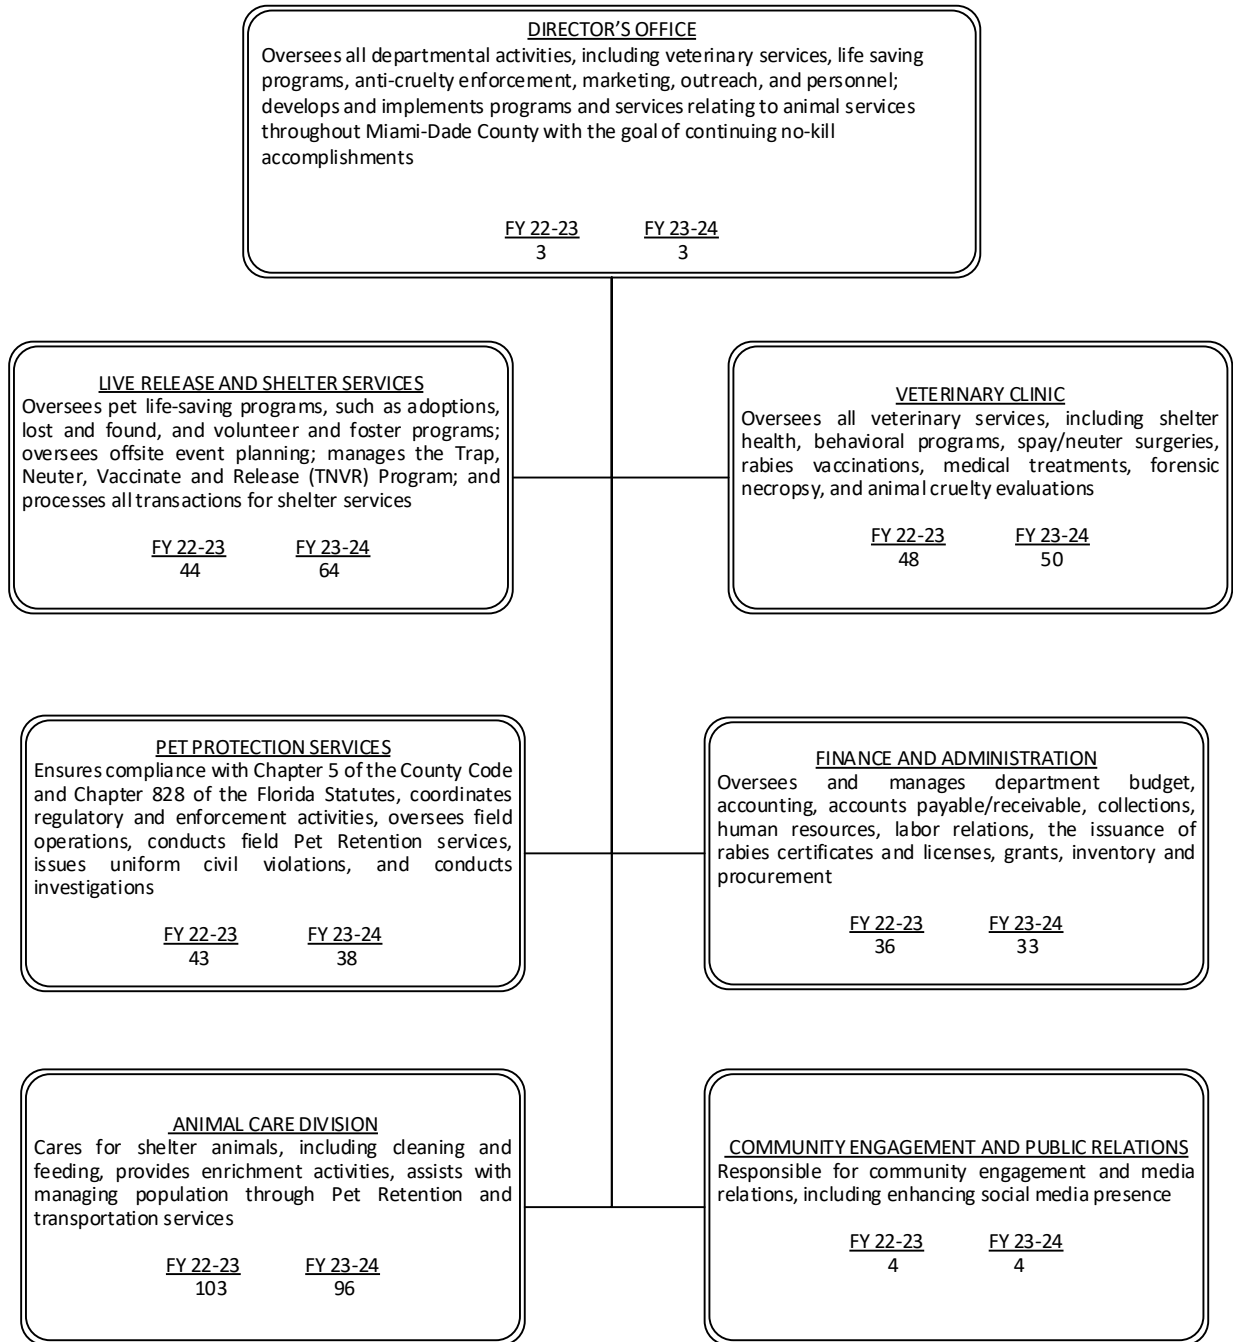 DIRECTOR'S OFFICE
Oversees all departmental activities, including veterinary services, life saving
programs, anti-cruelty enforcement, marketing, outreach, and personnel;
develops and implements programs and services relating to animal services
throughout Miami-Dade County with the goal of continuing no-kill
accomplishments
FY 22-23 FY 23-24
3 3
LIVE RELEASE AND SHELTER SERVICES
Oversees pet life-saving programs, such as adoptions,
lost and found, and volunteer and foster programs;
oversees offsite event planning; manages the Trap,
Neuter, Vaccinate and Release (TNVR) Program; and
processes all transactions for shelter services
FY 22-23 FY 23-24
44 64
VETERINARY CLINIC
Oversees all veterinary services, including shelter
health, behavioral programs, spay/neuter surgeries,
rabies vaccinations, medical treatments, forensic
necropsy, and animal cruelty evaluations
FY 22-23 FY 23-24
48 50
PET PROTECTION SERVICES
Ensures compliance with Chapter 5 of the County Code
and Chapter 828 of the Florida Statutes, coordinates
regulatory and enforcement activities, oversees field
operations, conducts field Pet Retention services,
issues uniform civil violations, and conducts
investigations
FY 22-23 FY 23-24
43 38
FINANCE AND ADMINISTRATION
Oversees and manages department budget,
accounting, accounts payable/receivable, collections,
human resources, labor relations, the issuance of
rabies certificates and licenses, grants, inventory and
procurement
FY 22-23 FY 23-24
36 33
ANIMAL CARE DIVISION
Cares for shelter animals, including cleaning and
feeding, provides enrichment activities, assists with
managing population through Pet Retention and
transportation services
FY 22-23 FY 23-24
103 96
COMMUNITY ENGAGEMENT AND PUBLIC RELATIONS
Responsible for community engagement and media
relations, including enhancing social media presence
FY 22-23 FY 23-24
4 4